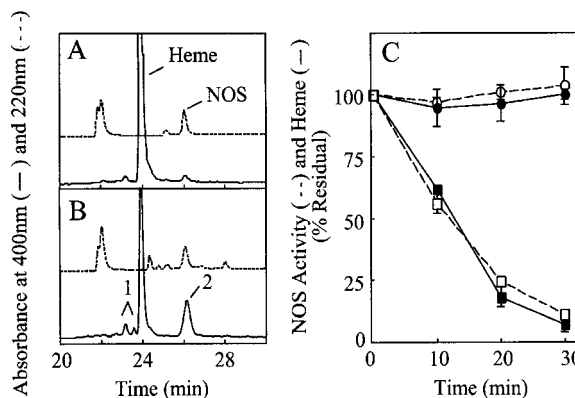 Absorbance at 400nm ( — ) and 220nm ( --- )
A
Heme
NOS
B
1
2
20 24 28
Time (min)
C
NOS Activity ( -- ) and Heme ( — )
(% Residual)
100
75
50
25
0
0 10 20 30
Time (min)